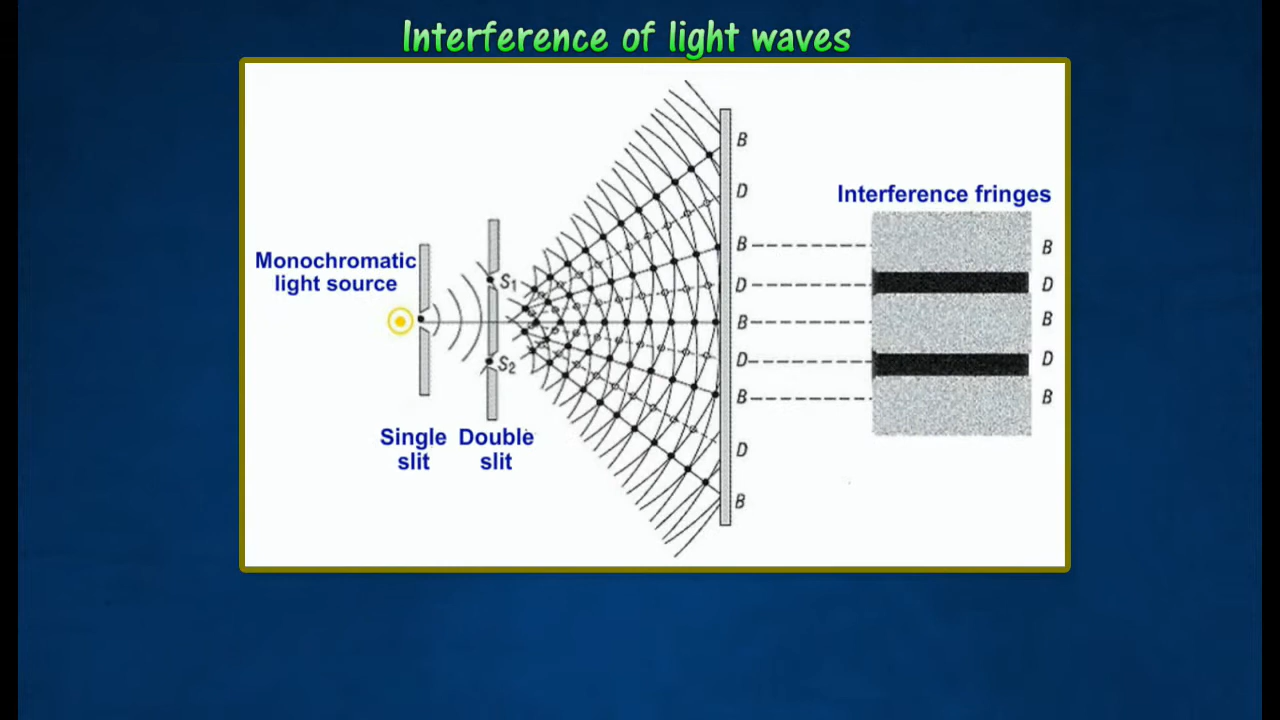 Interference of light waves
Monochromatic
light source
Single
slit
Double
slit
S1
S2
B
D
B
D
B
D
B
D
B
Interference fringes
B
D
B
D
B